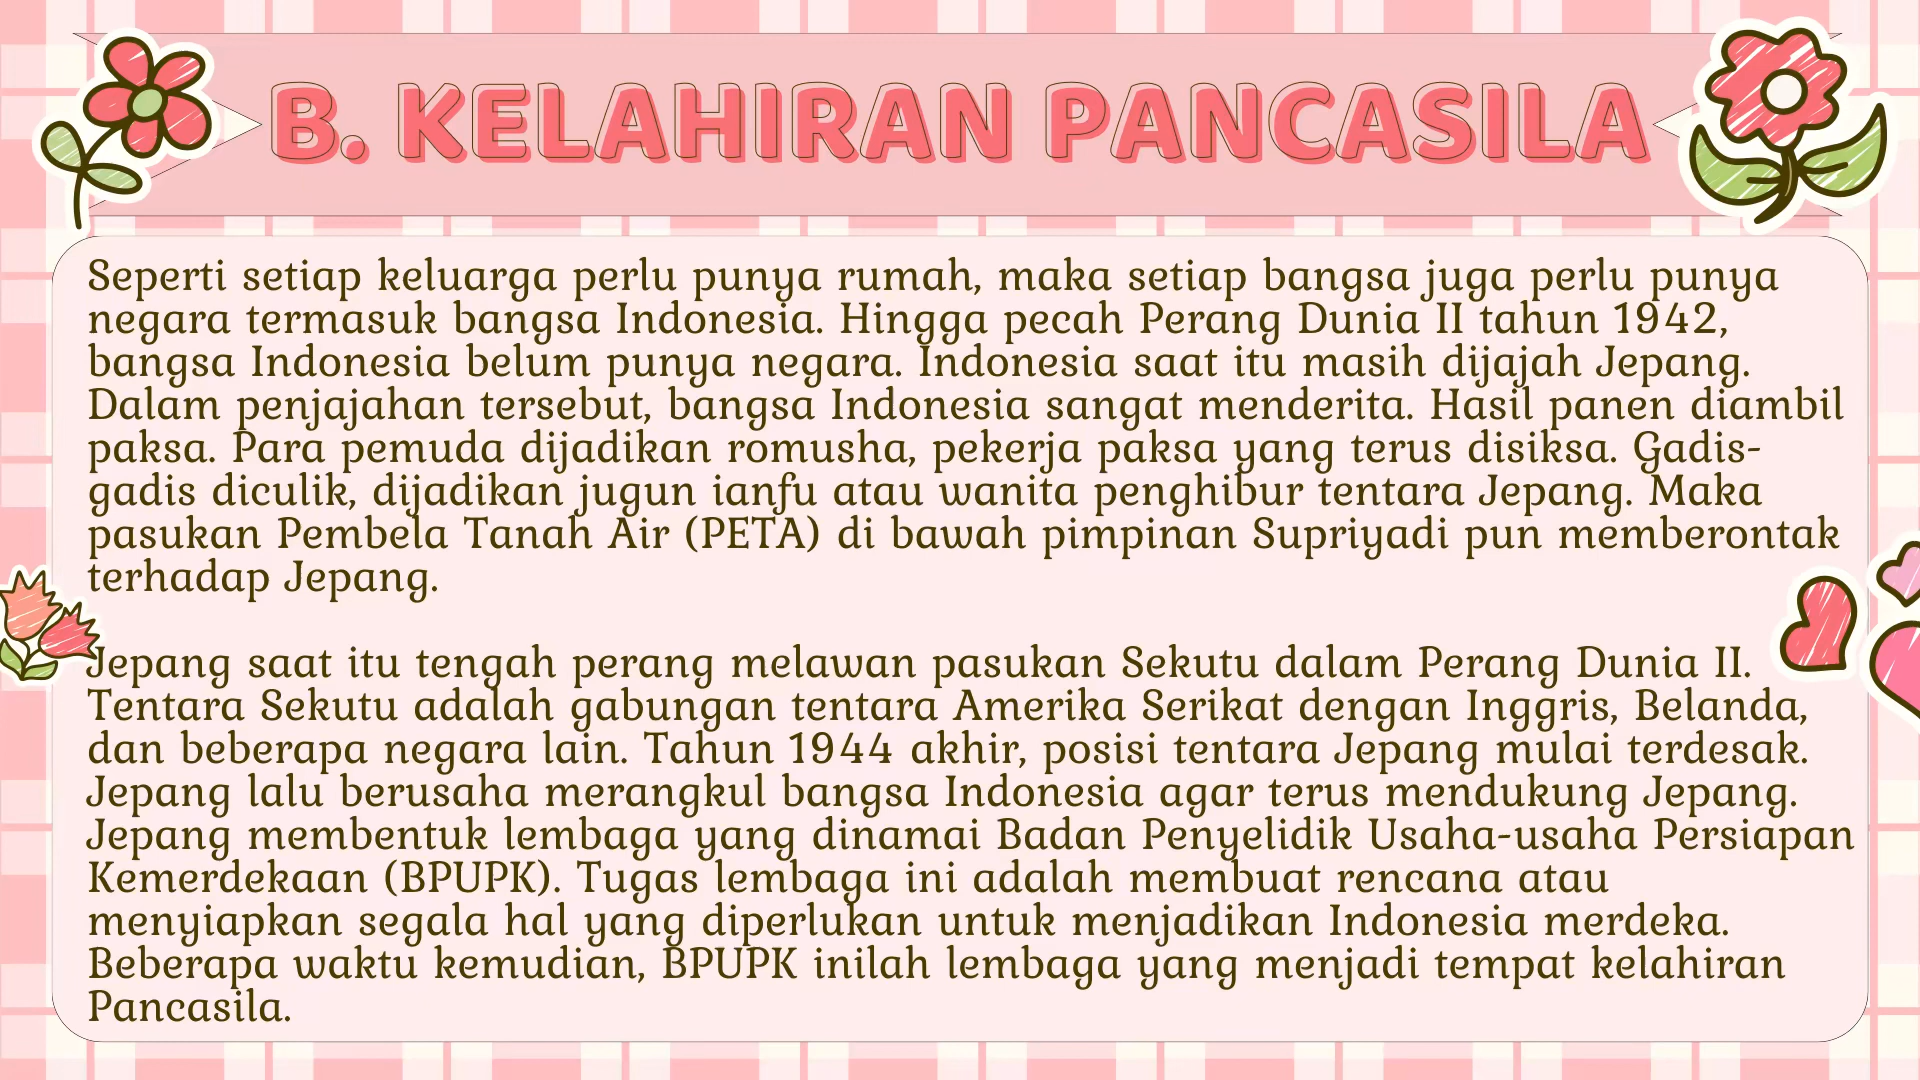 B. KELAHIRAN PANCASILA
Seperti setiap keluarga perlu punya rumah, maka setiap bangsa juga perlu punya
negara termasuk bangsa Indonesia. Hingga pecah Perang Dunia II tahun 1942,
bangsa Indonesia belum punya negara. Indonesia saat itu masih dijajah Jepang.
Dalam penjajahan tersebut, bangsa Indonesia sangat menderita. Hasil panen diambil
paksa. Para pemuda dijadikan romusha, pekerja paksa yang terus disiksa. Gadis-
gadis diculik, dijadikan jugun ianfu atau wanita penghibur tentara Jepang. Maka
pasukan Pembela Tanah Air (PETA) di bawah pimpinan Supriyadi pun memberontak
terhadap Jepang.
Jepang saat itu tengah perang melawan pasukan Sekutu dalam Perang Dunia II.
Tentara Sekutu adalah gabungan tentara Amerika Serikat dengan Inggris, Belanda,
dan beberapa negara lain. Tahun 1944 akhir, posisi tentara Jepang mulai terdesak.
Jepang lalu berusaha merangkul bangsa Indonesia agar terus mendukung Jepang.
Jepang membentuk lembaga yang dinamai Badan Penyelidik Usaha-usaha Persiapan
Kemerdekaan (BPUPK). Tugas lembaga ini adalah membuat rencana atau
menyiapkan segala hal yang diperlukan untuk menjadikan Indonesia merdeka.
Beberapa waktu kemudian, BPUPK inilah lembaga yang menjadi tempat kelahiran
Pancasila.